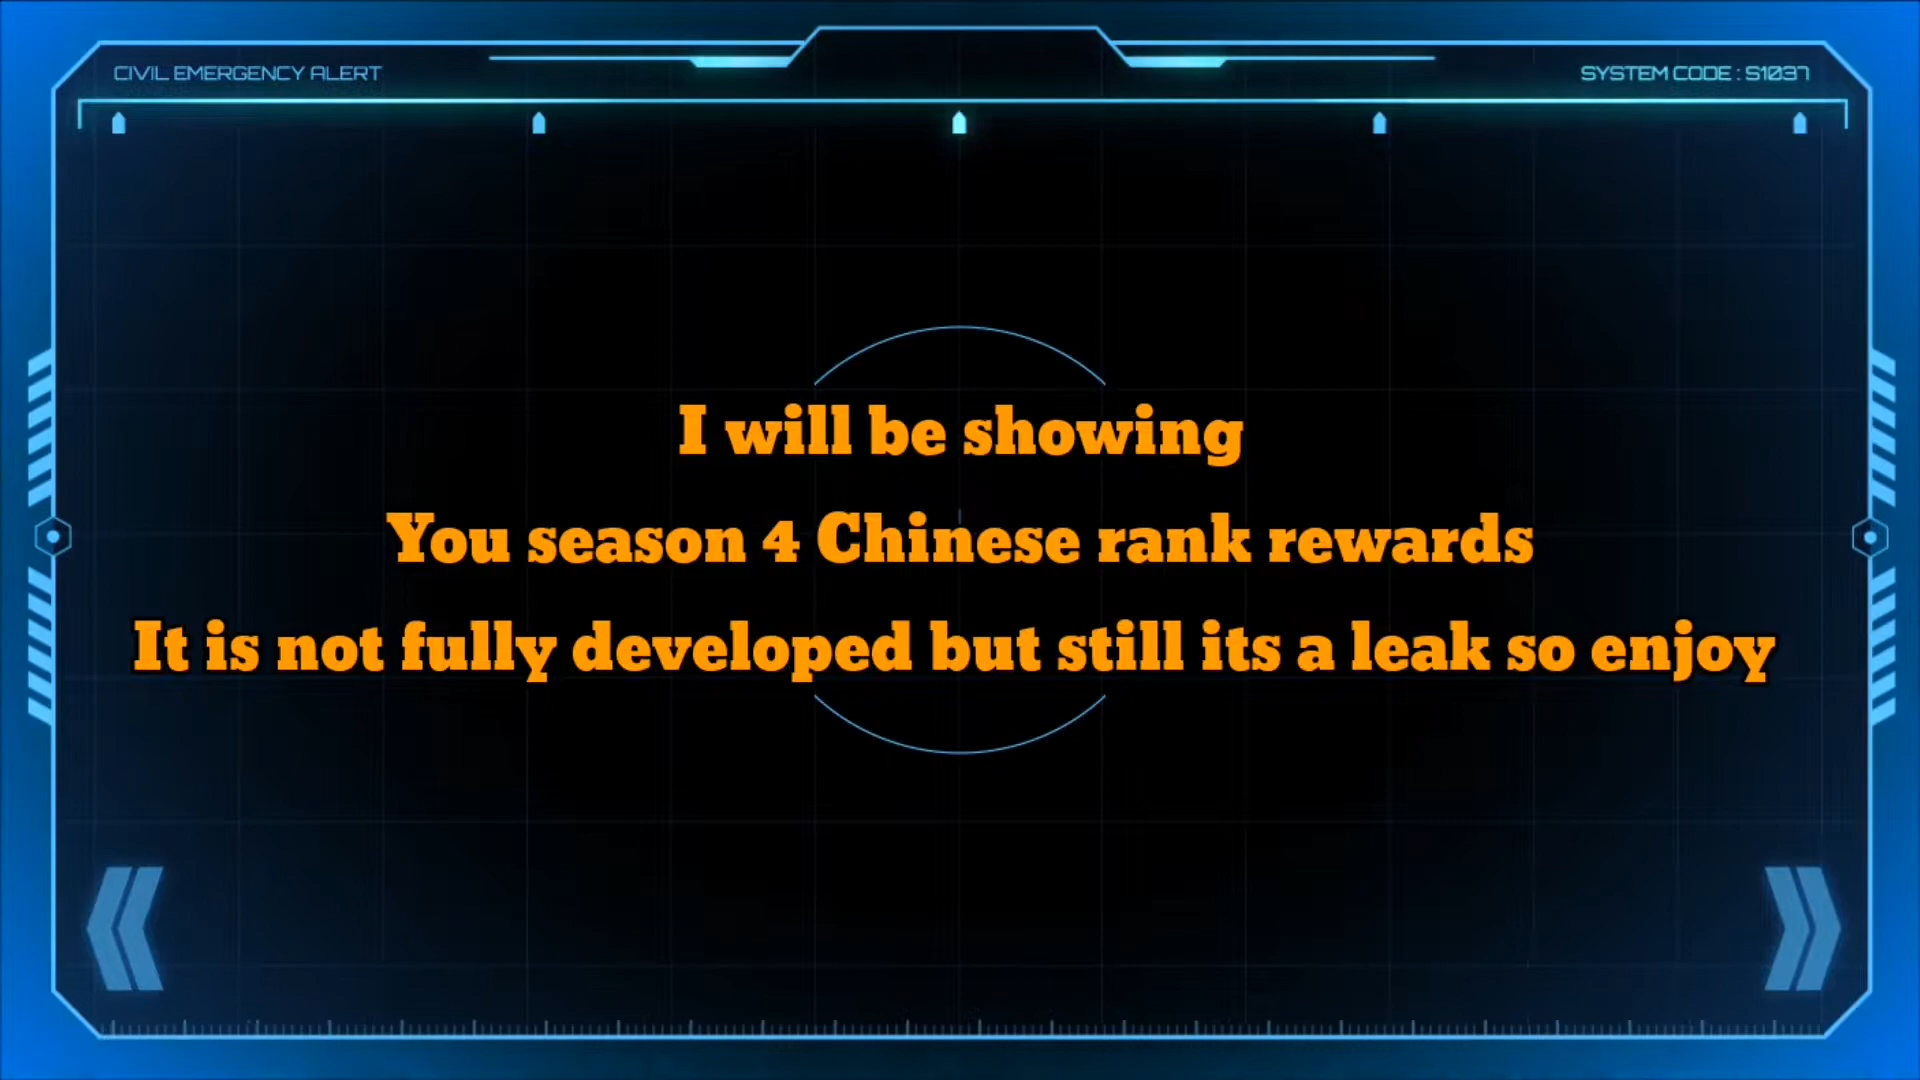 CIVIL EMERGENCY ALERT
SYSTEM CODE : S1037
I will be showing
You season 4 Chinese rank rewards
It is not fully developed but still its a leak so enjoy